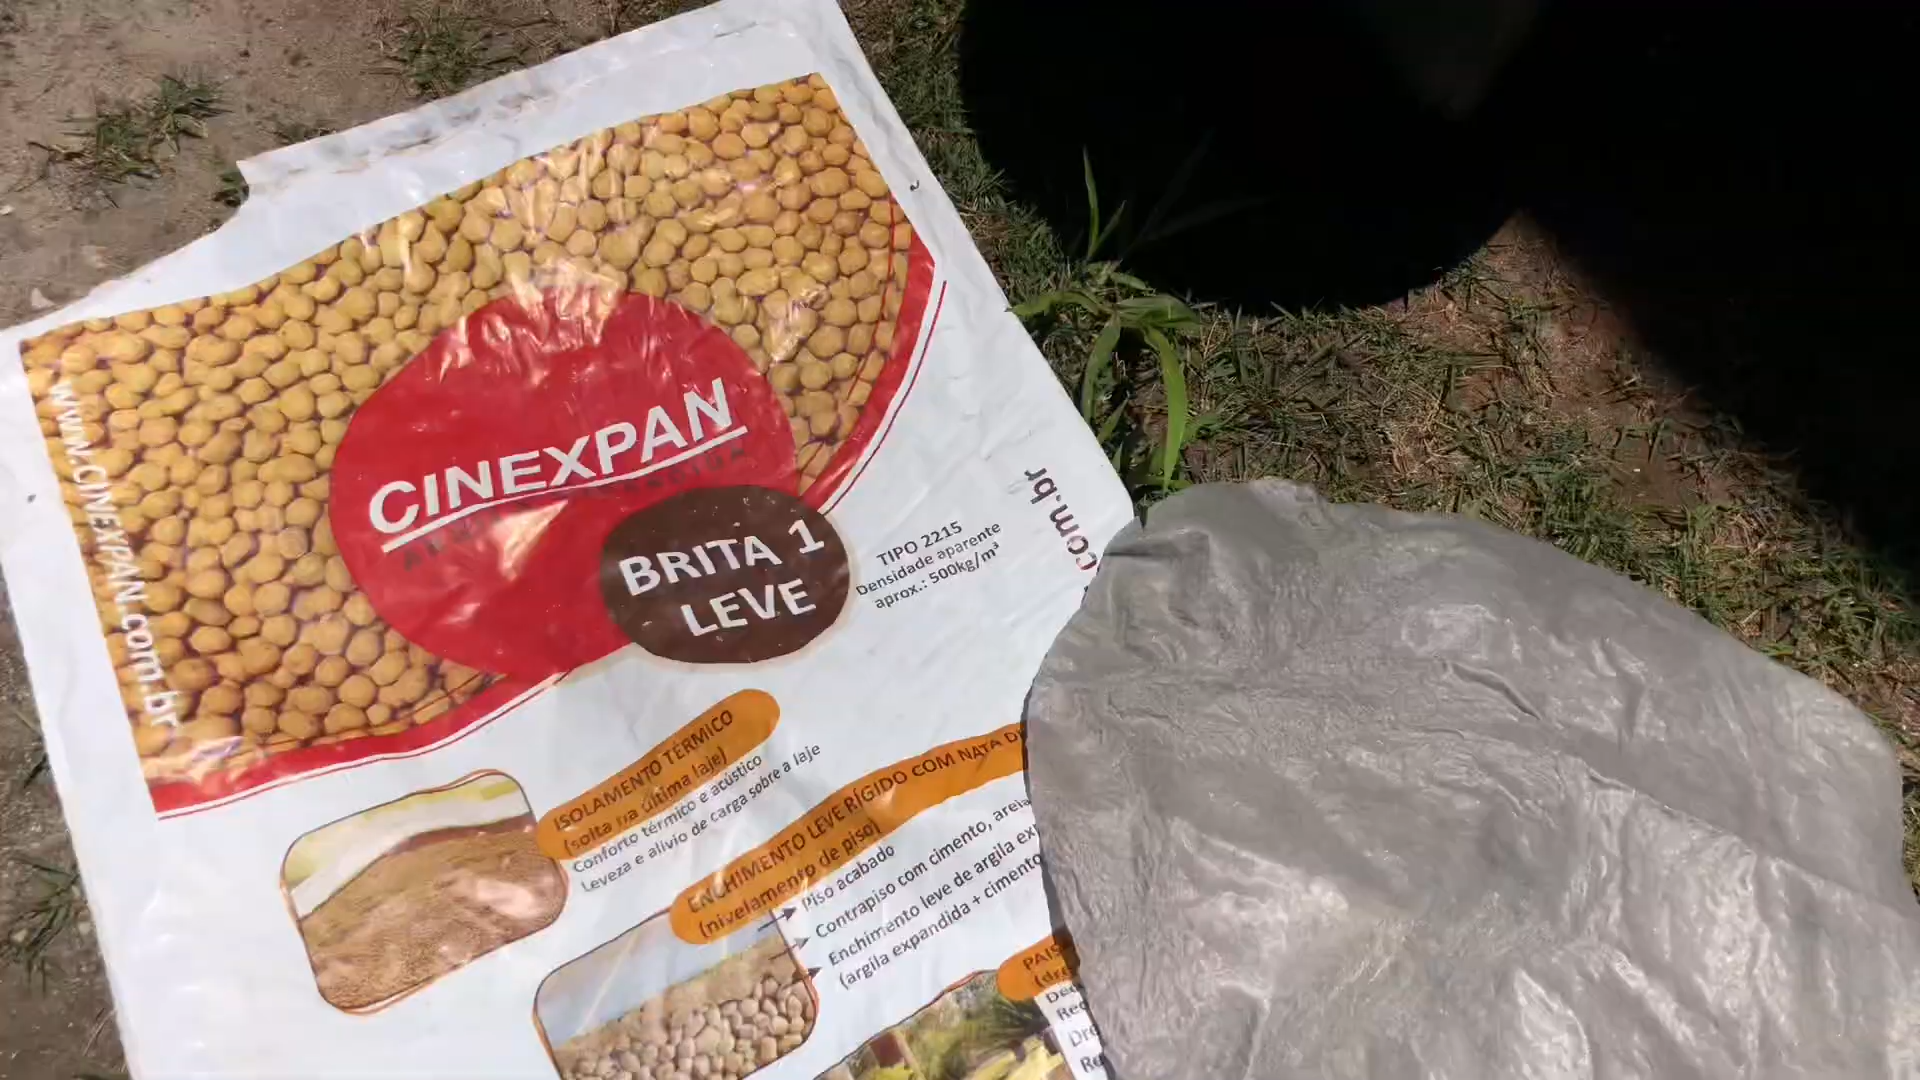 WWW.CINEXPAN.com.br
CINEXPAN
BRITA 1
LEVE
TIPO 2215
Densidade aparente
aprox.: 500kg/m³
com.br
ISOLAMENTO TÉRMICO
(solta na última laje)
Conforto térmico e acústico
Leveza e alívio de carga sobre a laje
ENCHIMENTO LEVE RÍGIDO COM NATA
(nivelamento de piso)
Piso acabado
Contrapiso com cimento, areia
Enchimento leve de argila
(argila expandida + cimento